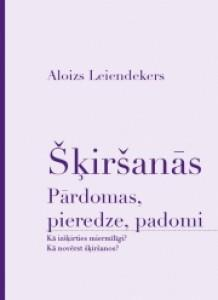 Aloizs Leiendekers
Šķiršanās
Pārdomas,
pieredze, padomi
Kā izšķirties miermīlīgi?
Kā novērst šķiršanos?